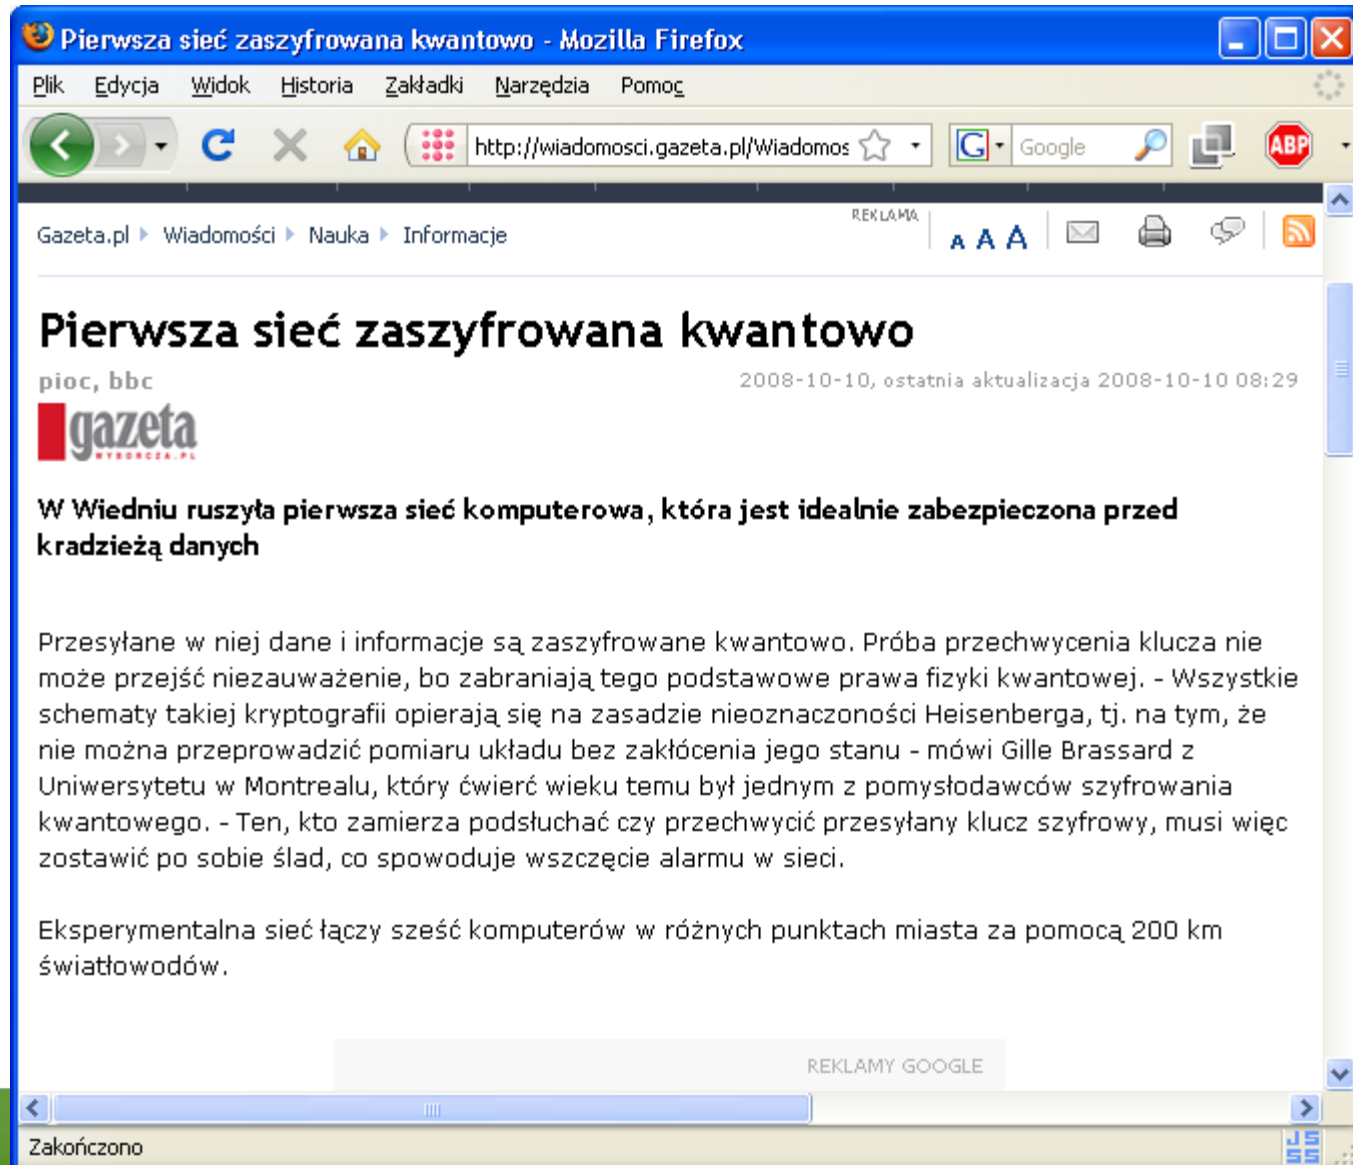 Pierwsza sieć zaszyfrowana kwantowo - Mozilla Firefox
Plik Edycja Widok Historia Zakładki Narzędzia Pomoc
http://wiadomosci.gazeta.pl/Wiadomos G Google ABP
REKLAMA
Gazeta.pl Wiadomości Nauka Informacje A A A
Pierwsza sieć zaszyfrowana kwantowo
pioc, bbc 2008-10-10, ostatnia aktualizacja 2008-10-10 08:29
gazeta
WYBORCZA.PL
W Wiedniu ruszyła pierwsza sieć komputerowa, która jest idealnie zabezpieczona przed
kradzieżą danych
Przesyłane w niej dane i informacje są zaszyfrowane kwantowo. Próba przechwycenia klucza nie
może przejść niezauważenie, bo zabraniają tego podstawowe prawa fizyki kwantowej. - Wszystkie
schematy takiej kryptografii opierają się na zasadzie nieoznaczoności Heisenberga, tj. na tym, że
nie można przeprowadzić pomiaru układu bez zakłócenia jego stanu - mówi Gille Brassard z
Uniwersytetu w Montrealu, który ćwierć wieku temu był jednym z pomysłodawców szyfrowania
kwantowego. - Ten, kto zamierza podsłuchać czy przechwycić przesyłany klucz szyfrowy, musi więc
zostawić po sobie ślad, co spowoduje wszczęcie alarmu w sieci.
Eksperymentalna sieć łączy sześć komputerów w różnych punktach miasta za pomocą 200 km
światłowodów.
REKLAMY GOOGLE
Zakończono